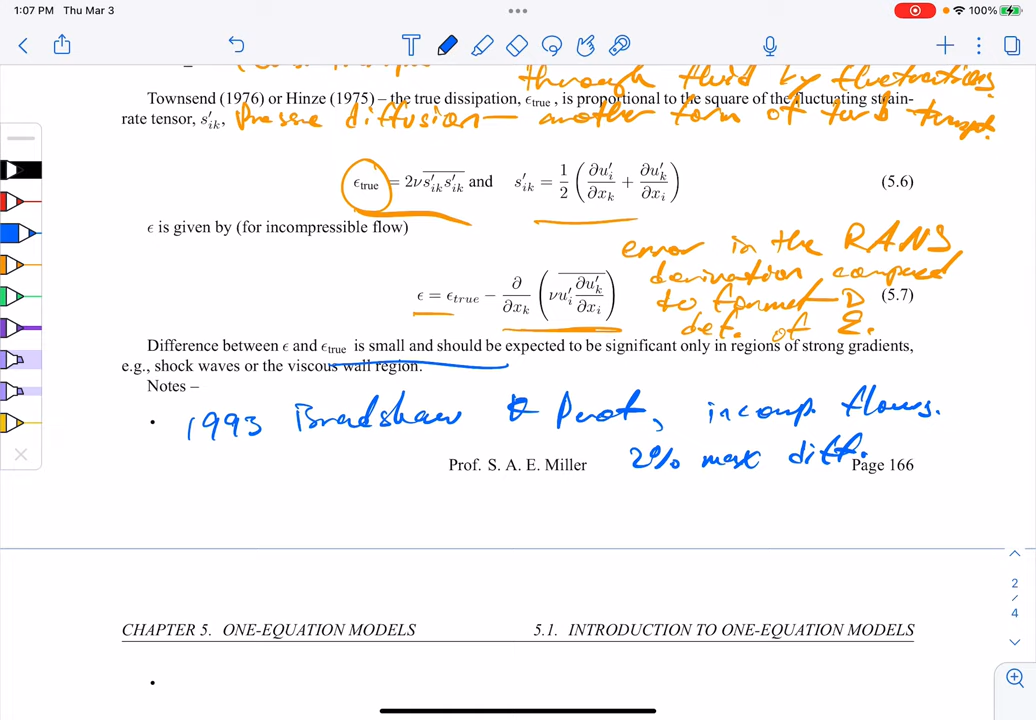 1:07 PM Thu Mar 3
100%
through fluid by fluctuations
Townsend (1976) or Hinze (1975) – the true dissipation, ϵtrue, is proportional to the square of the fluctuating strain-
rate tensor, s′ik,
diffusion — another form of turb
ϵtrue = 2ν s′ik s′ik and s′ik = 1/2 (∂u′i/∂xk + ∂u′k/∂xi) (5.6)
ϵ is given by (for incompressible flow)
error in the RANS
derivation, compared
ϵ = ϵtrue − ∂/∂xk (ν u′i ∂u′k/∂xi) (5.7)
to
def. of ε.
Difference between ϵ and ϵtrue is small and should be expected to be significant only in regions of strong gradients,
e.g., shock waves or the viscous wall region.
Notes –
• 1993 Bradshaw & Perot, incomp. flows.
2% max diff.
Prof. S. A. E. Miller Page 166
CHAPTER 5. ONE-EQUATION MODELS 5.1. INTRODUCTION TO ONE-EQUATION MODELS
•
2
/
4